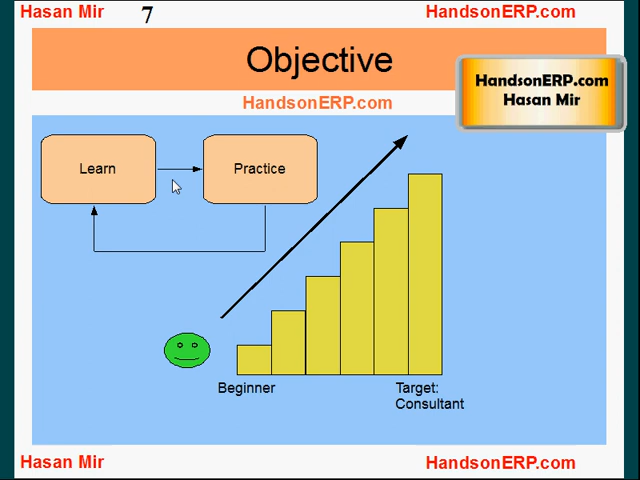 Hasan Mir 7 HandsonERP.com
Objective
HandsonERP.com
Hasan Mir
HandsonERP.com
Learn
Practice
Beginner
Target:
Consultant
Hasan Mir HandsonERP.com